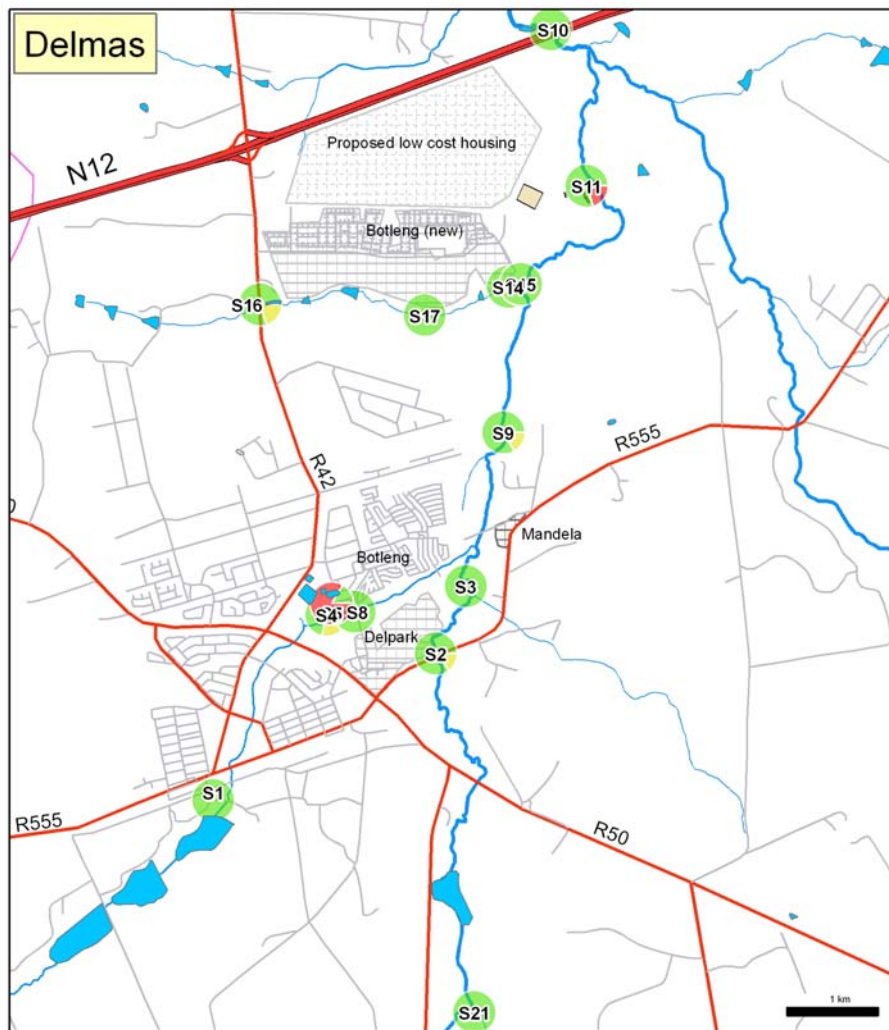 Delmas
S10
Proposed low cost housing
N12
S11
Botleng (new)
S14
S16
S17
S9
R555
R42
Mandela
Botleng
S3
S4
S8
Delpark
S2
S1
R555
R50
S21
1 km